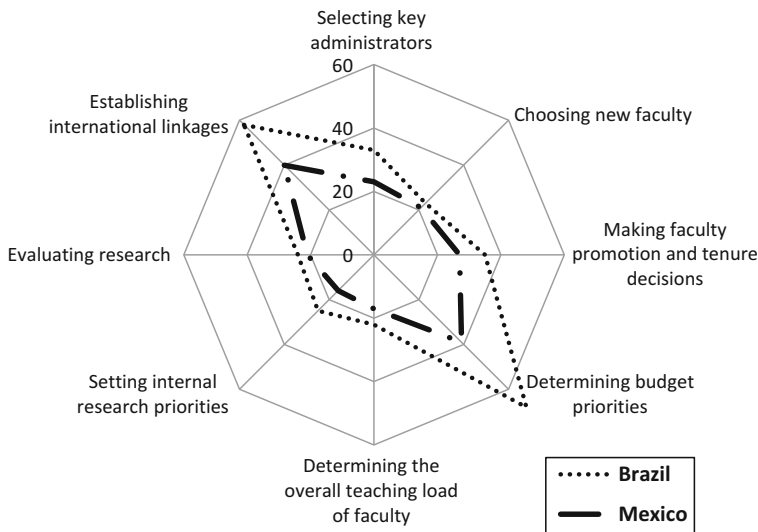 Selecting key
administrators
60
Establishing
international linkages
Choosing new faculty
40
20
Evaluating research
0
Making faculty
promotion and tenure
decisions
Setting internal
research priorities
Determining budget
priorities
Determining the
overall teaching load
of faculty
Brazil
Mexico